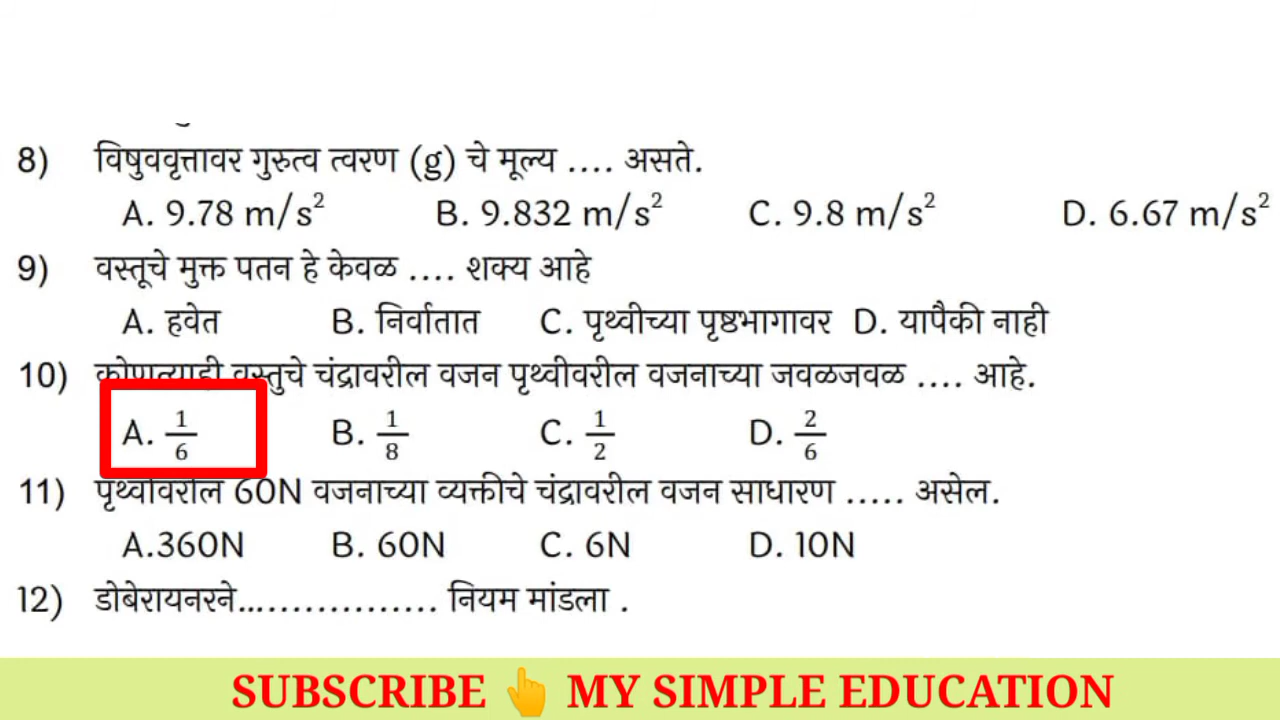 8) विषुववृत्तावर गुरुत्व त्वरण (g) चे मूल्य .... असते.
A. 9.78 m/s² B. 9.832 m/s² C. 9.8 m/s² D. 6.67 m/s²
9) वस्तूचे मुक्त पतन हे केवळ .... शक्य आहे
A. हवेत B. निर्वातात C. पृथ्वीच्या पृष्ठभागावर D. यापैकी नाही
10) कोणत्याही वस्तुचे चंद्रावरील वजन पृथ्वीवरील वजनाच्या जवळजवळ .... आहे.
A. 1/6 B. 1/8 C. 1/2 D. 2/6
11) पृथ्वीवरील 60N वजनाच्या व्यक्तीचे चंद्रावरील वजन साधारण ..... असेल.
A.360N B. 60N C. 6N D. 10N
12) डोबेरायनरने.................. नियम मांडला .
SUBSCRIBE 👆 MY SIMPLE EDUCATION